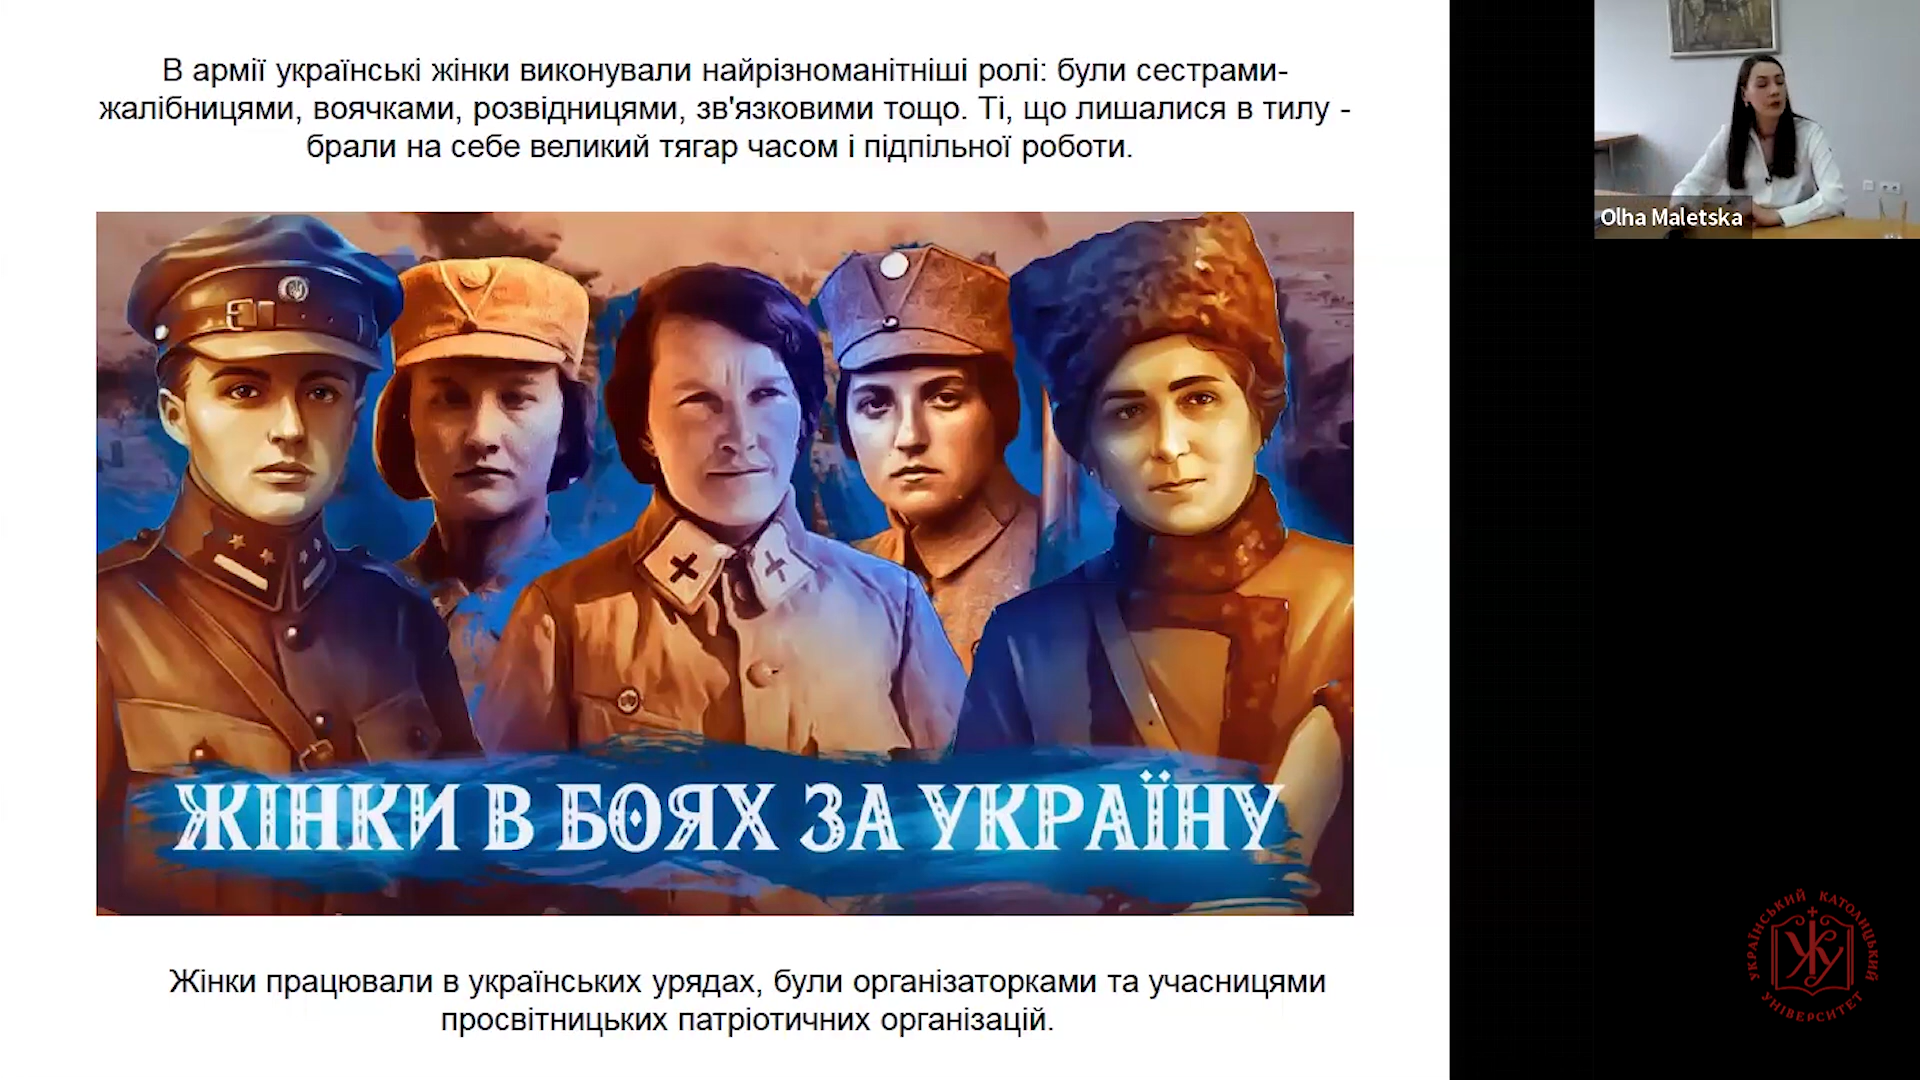 В армії українські жінки виконували найрізноманітніші ролі: були сестрами-
жалібницями, воячками, розвідницями, зв'язковими тощо. Ті, що лишалися в тилу -
брали на себе великий тягар часом і підпільної роботи.
Olha Maletska
ЖІНКИ В БОЯХ ЗА УКРАЇНУ
Жінки працювали в українських урядах, були організаторками та учасницями
просвітницьких патріотичних організацій.
УКРАЇНСЬКИЙ КАТОЛИЦЬКИЙ
УНІВЕРСИТЕТ